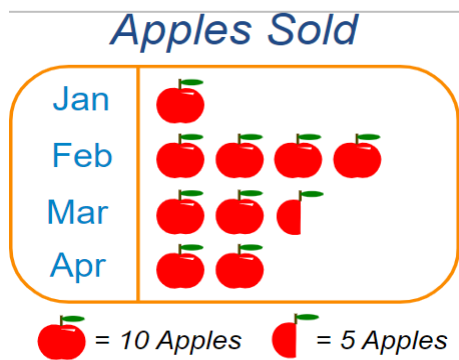 Apples Sold
Jan
Feb
Mar
Apr
= 10 Apples = 5 Apples